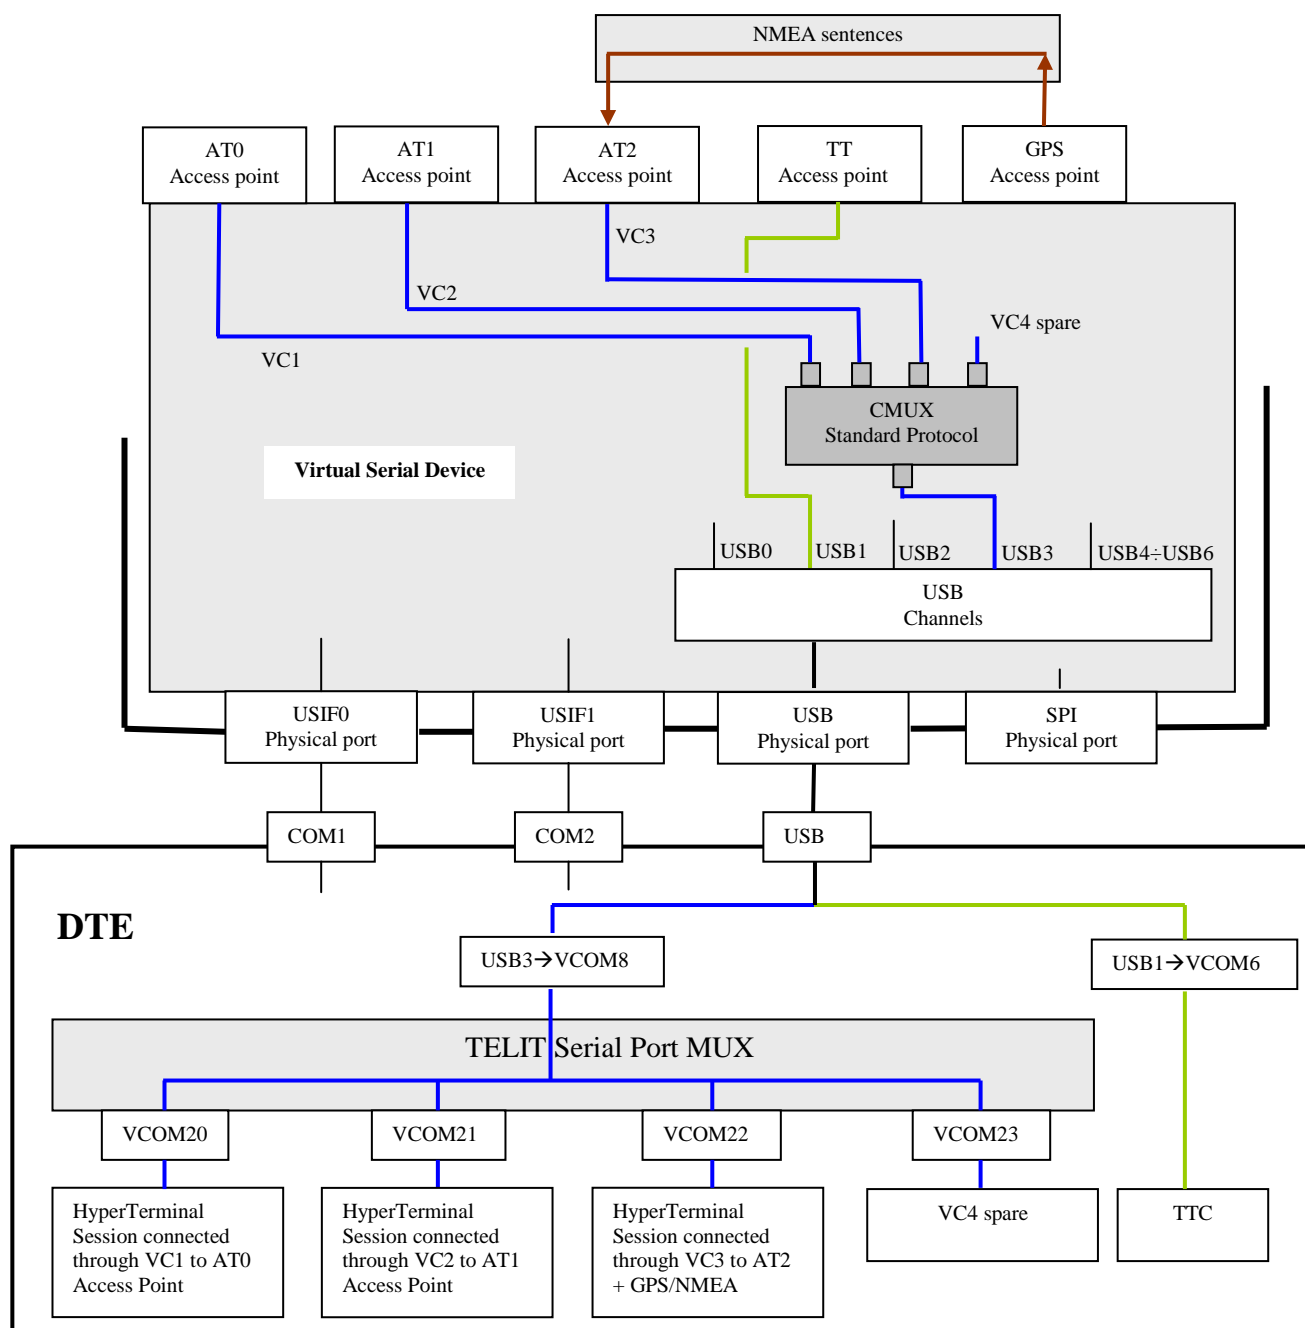 NMEA sentences
AT0
Access point
AT1
Access point
AT2
Access point
TT
Access point
GPS
Access point
VC3
VC2
VC4 spare
VC1
CMUX
Standard Protocol
Virtual Serial Device
USB0
USB1
USB2
USB3
USB4÷USB6
USB
Channels
USIF0
Physical port
USIF1
Physical port
USB
Physical port
SPI
Physical port
COM1
COM2
USB
DTE
USB3→VCOM8
USB1→VCOM6
TELIT Serial Port MUX
VCOM20
VCOM21
VCOM22
VCOM23
HyperTerminal
Session connected
through VC1 to AT0
Access Point
HyperTerminal
Session connected
through VC2 to AT1
Access Point
HyperTerminal
Session connected
through VC3 to AT2
+ GPS/NMEA
VC4 spare
TTC